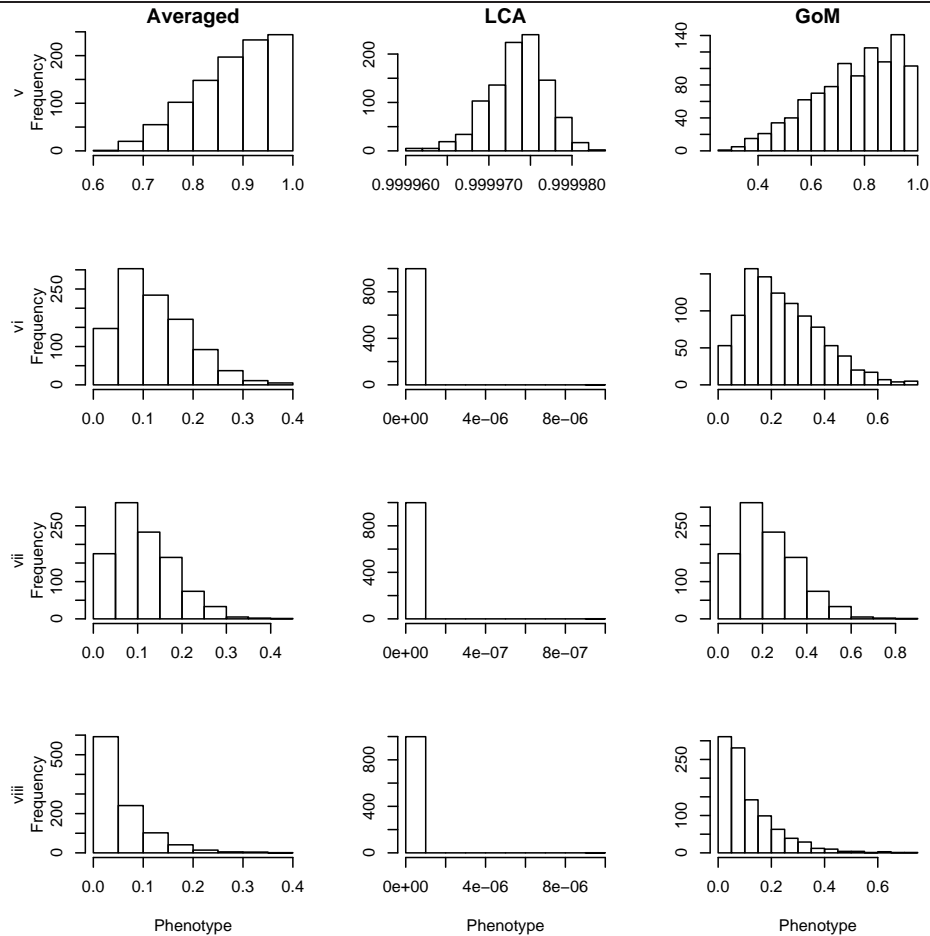 Averaged
LCA
GoM
v
Frequency
0 100 200
0.6 0.7 0.8 0.9 1.0
0 100 200
0.999960 0.999970 0.999980
0 40 80 140
0.4 0.6 0.8 1.0
vi
Frequency
0 100 250
0.0 0.1 0.2 0.3 0.4
0 400 800
0e+00 4e-06 8e-06
0 50 100
0.0 0.2 0.4 0.6
vii
Frequency
0 100 250
0.0 0.1 0.2 0.3 0.4
0 400 800
0e+00 4e-07 8e-07
0 100 250
0.0 0.2 0.4 0.6 0.8
viii
Frequency
0 200 500
0.0 0.1 0.2 0.3 0.4
0 400 800
0e+00 4e-06 8e-06
0 100 250
0.0 0.2 0.4 0.6
Phenotype
Phenotype
Phenotype